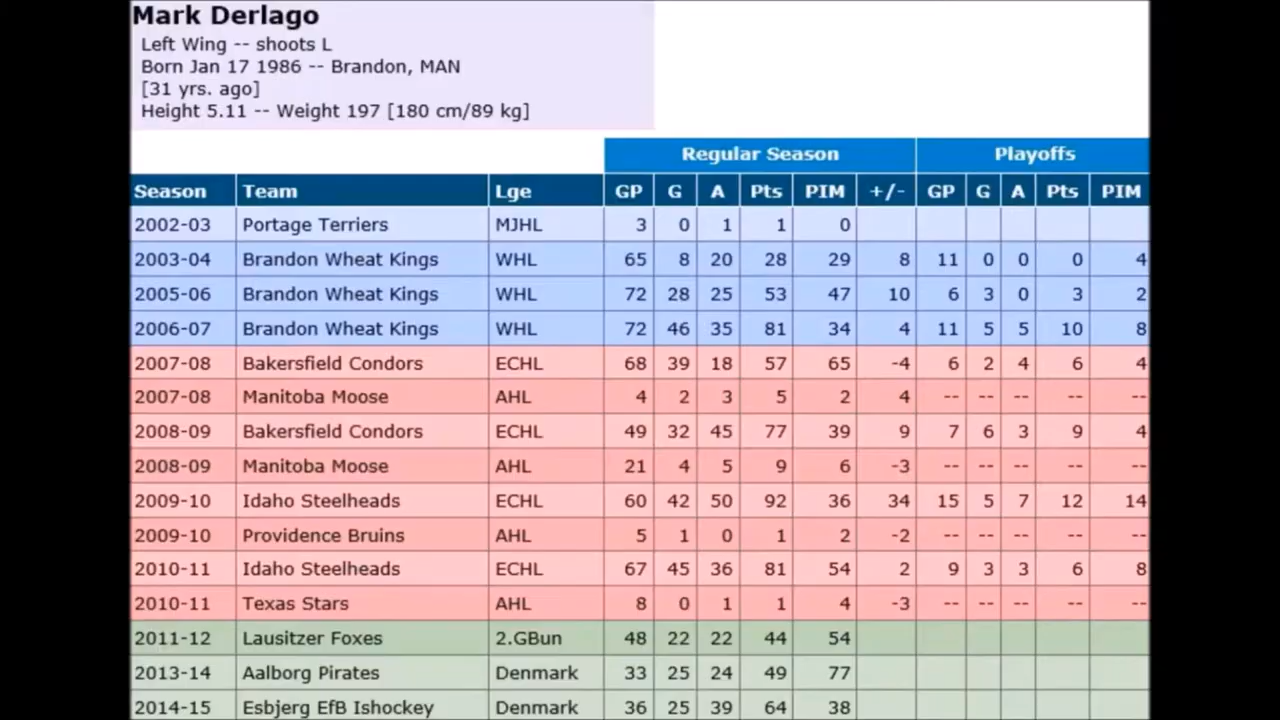 Mark Derlago
Left Wing -- shoots L
Born Jan 17 1986 -- Brandon, MAN
[31 yrs. ago]
Height 5.11 -- Weight 197 [180 cm/89 kg]
Regular Season Playoffs
Season Team Lge GP G A Pts PIM +/- GP G A Pts PIM
2002-03 Portage Terriers MJHL 3 0 1 1 0
2003-04 Brandon Wheat Kings WHL 65 8 20 28 29 8 11 0 0 0 4
2005-06 Brandon Wheat Kings WHL 72 28 25 53 47 10 6 3 0 3 2
2006-07 Brandon Wheat Kings WHL 72 46 35 81 34 4 11 5 5 10 8
2007-08 Bakersfield Condors ECHL 68 39 18 57 65 -4 6 2 4 6 4
2007-08 Manitoba Moose AHL 4 2 3 5 2 4 -- -- -- -- --
2008-09 Bakersfield Condors ECHL 49 32 45 77 39 9 7 6 3 9 4
2008-09 Manitoba Moose AHL 21 4 5 9 6 -3 -- -- -- -- --
2009-10 Idaho Steelheads ECHL 60 42 50 92 36 34 15 5 7 12 14
2009-10 Providence Bruins AHL 5 1 0 1 2 -2 -- -- -- -- --
2010-11 Idaho Steelheads ECHL 67 45 36 81 54 2 9 3 3 6 8
2010-11 Texas Stars AHL 8 0 1 1 4 -3 -- -- -- -- --
2011-12 Lausitzer Foxes 2.GBun 48 22 22 44 54
2013-14 Aalborg Pirates Denmark 33 25 24 49 77
2014-15 Esbjerg EfB Ishockey Denmark 36 25 39 64 38